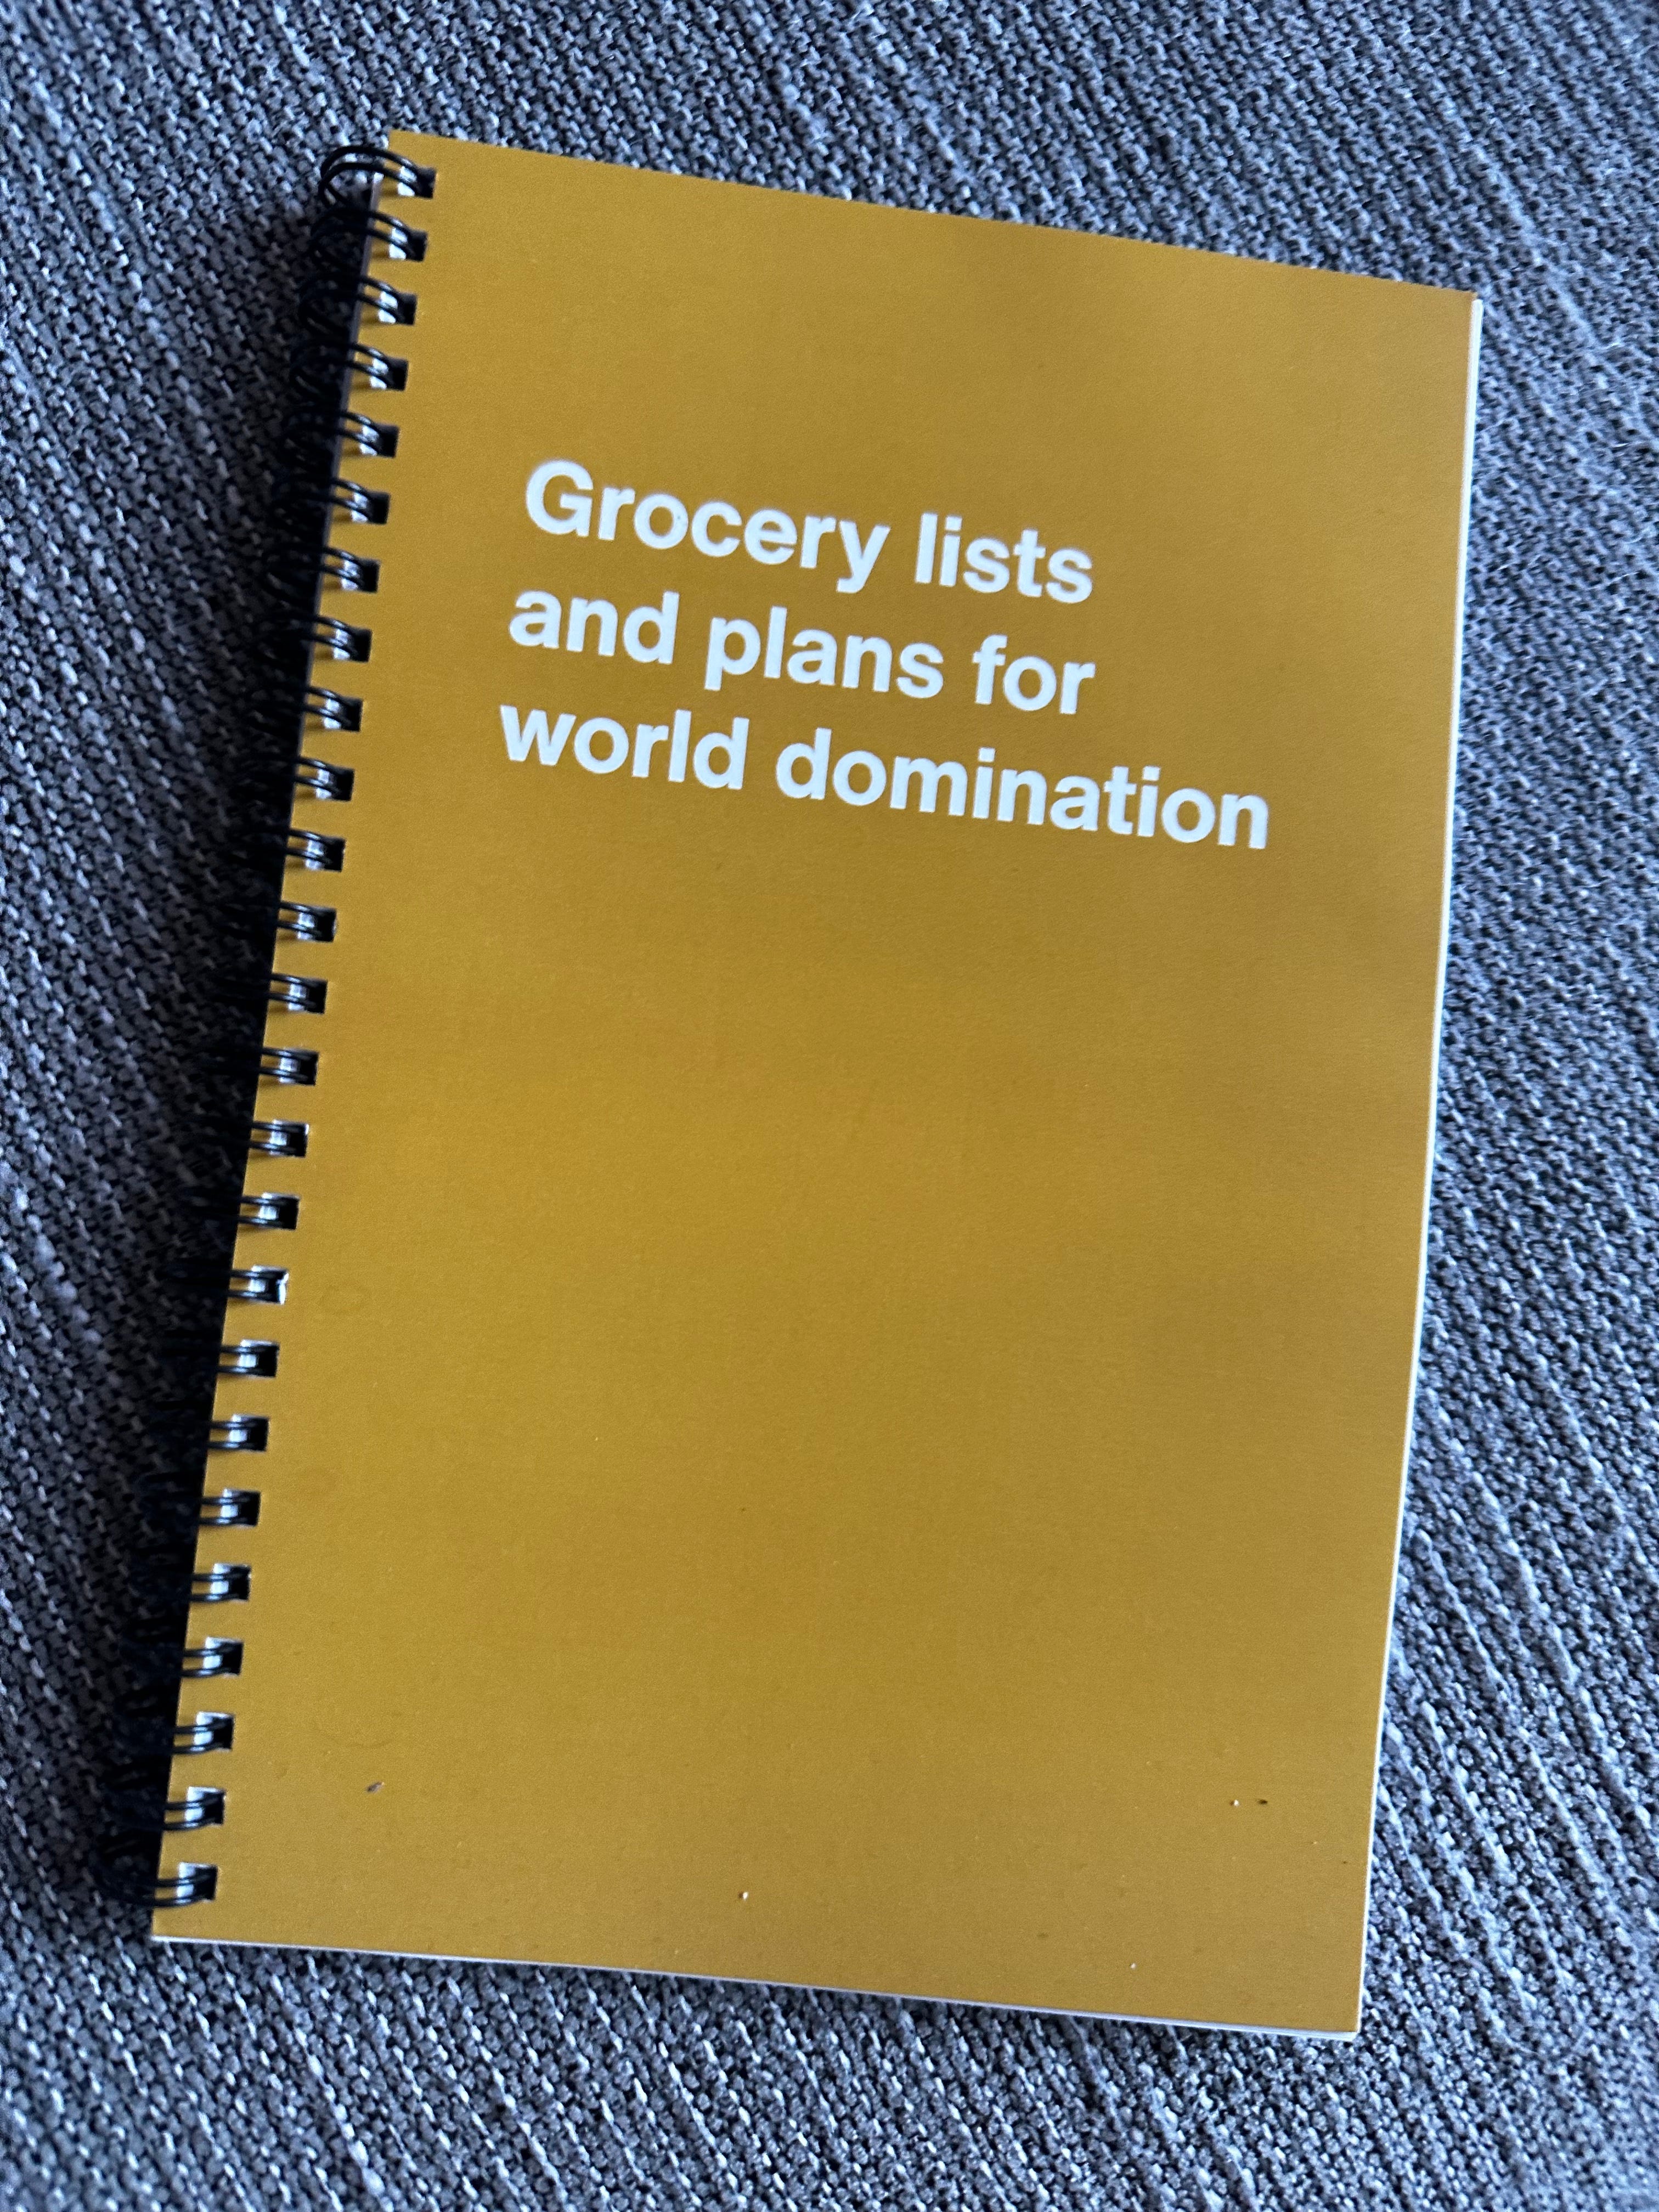 Grocery lists
and plans for
world domination